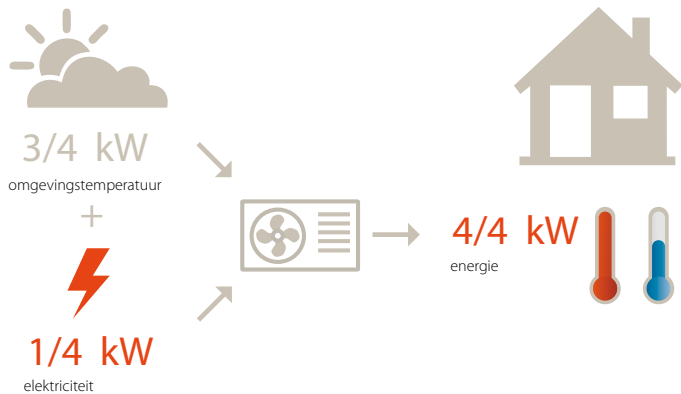 3/4 kW
omgevingstemperatuur
+
1/4 kW
elektriciteit
4/4 kW
energie